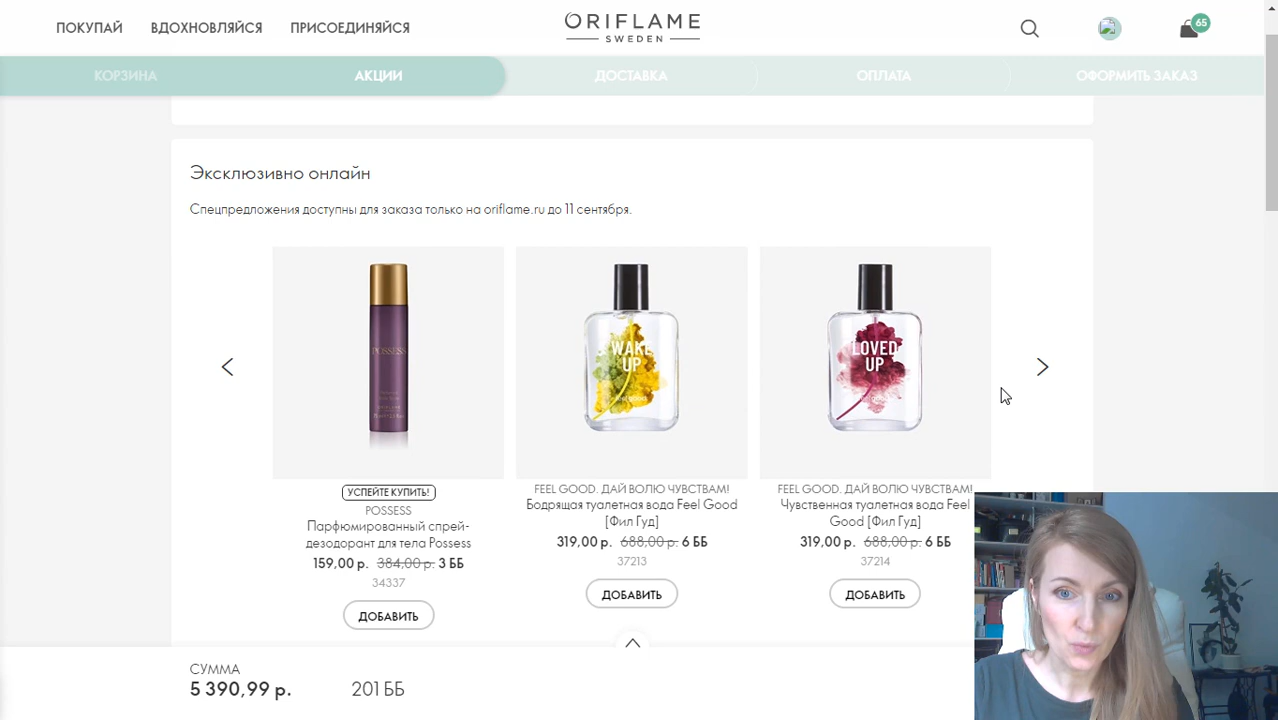 ПОКУПАЙ
ВДОХНОВЛЯЙСЯ
ПРИСОЕДИНЯЙСЯ
ORIFLAME
SWEDEN
65
КОРЗИНА
АКЦИИ
ДОСТАВКА
ОПЛАТА
ОФОРМИТЬ ЗАКАЗ
Эксклюзивно онлайн
Спецпредложения доступны для заказа только на oriflame.ru до 11 сентября.
POSSESS
WAKE
UP
feel good
LOVED
UP
feel good
УСПЕЙТЕ КУПИТЬ!
POSSESS
Парфюмированный спрей-
дезодорант для тела Possess
159,00 р. 384,00 р. 3 ББ
34337
ДОБАВИТЬ
FEEL GOOD. ДАЙ ВОЛЮ ЧУВСТВАМ!
Бодрящая туалетная вода Feel Good
[Фил Гуд]
319,00 р. 688,00 р. 6 ББ
37213
ДОБАВИТЬ
FEEL GOOD. ДАЙ ВОЛЮ ЧУВСТВАМ!
Чувственная туалетная вода Feel
Good [Фил Гуд]
319,00 р. 688,00 р. 6 ББ
37214
ДОБАВИТЬ
СУММА
5 390,99 р.
201 ББ